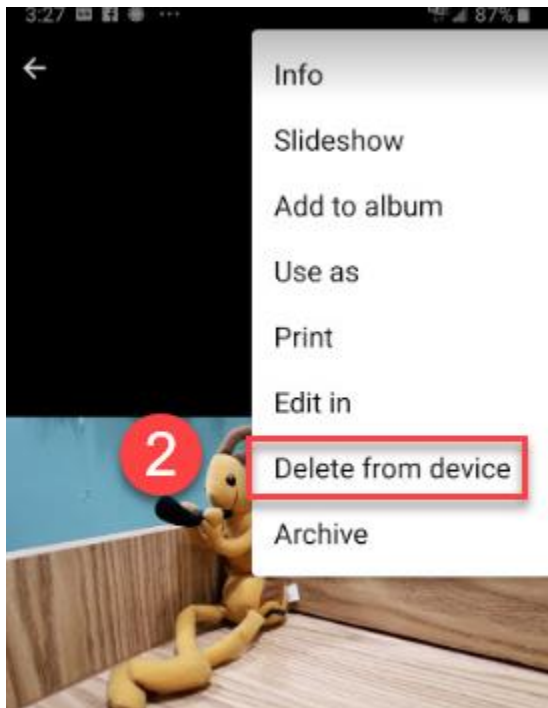 3:27 ... 87%
Info
Slideshow
Add to album
Use as
Print
Edit in
2
Delete from device
Archive